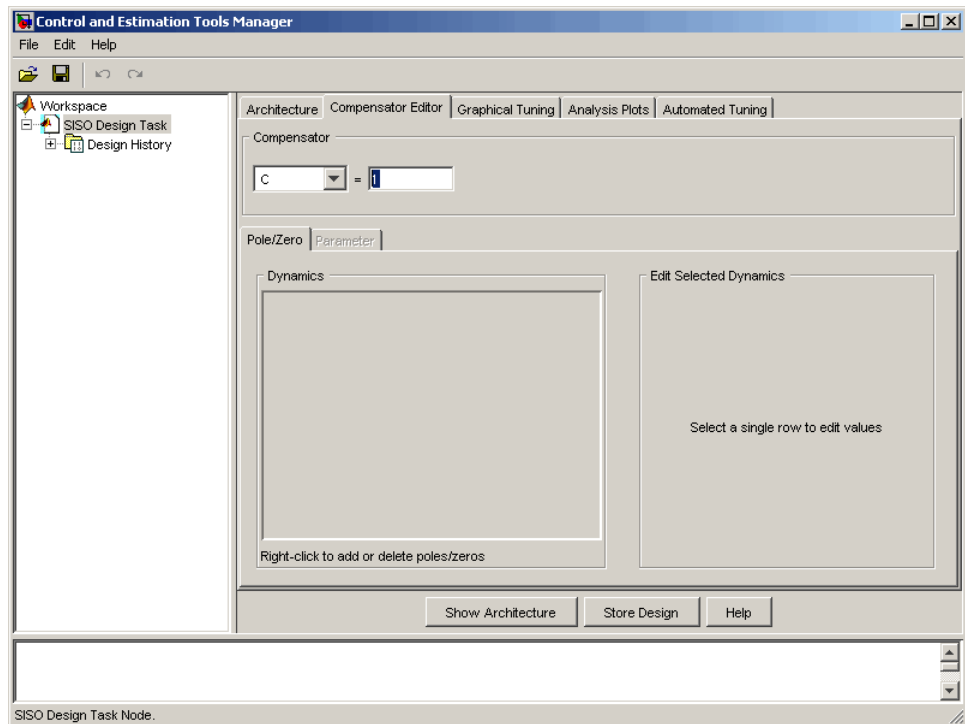 Control and Estimation Tools Manager
File Edit Help
Workspace
SISO Design Task
Design History
Architecture Compensator Editor Graphical Tuning Analysis Plots Automated Tuning
Compensator
C = 1
Pole/Zero Parameter
Dynamics
Edit Selected Dynamics
Select a single row to edit values
Right-click to add or delete poles/zeros
Show Architecture Store Design Help
SISO Design Task Node.